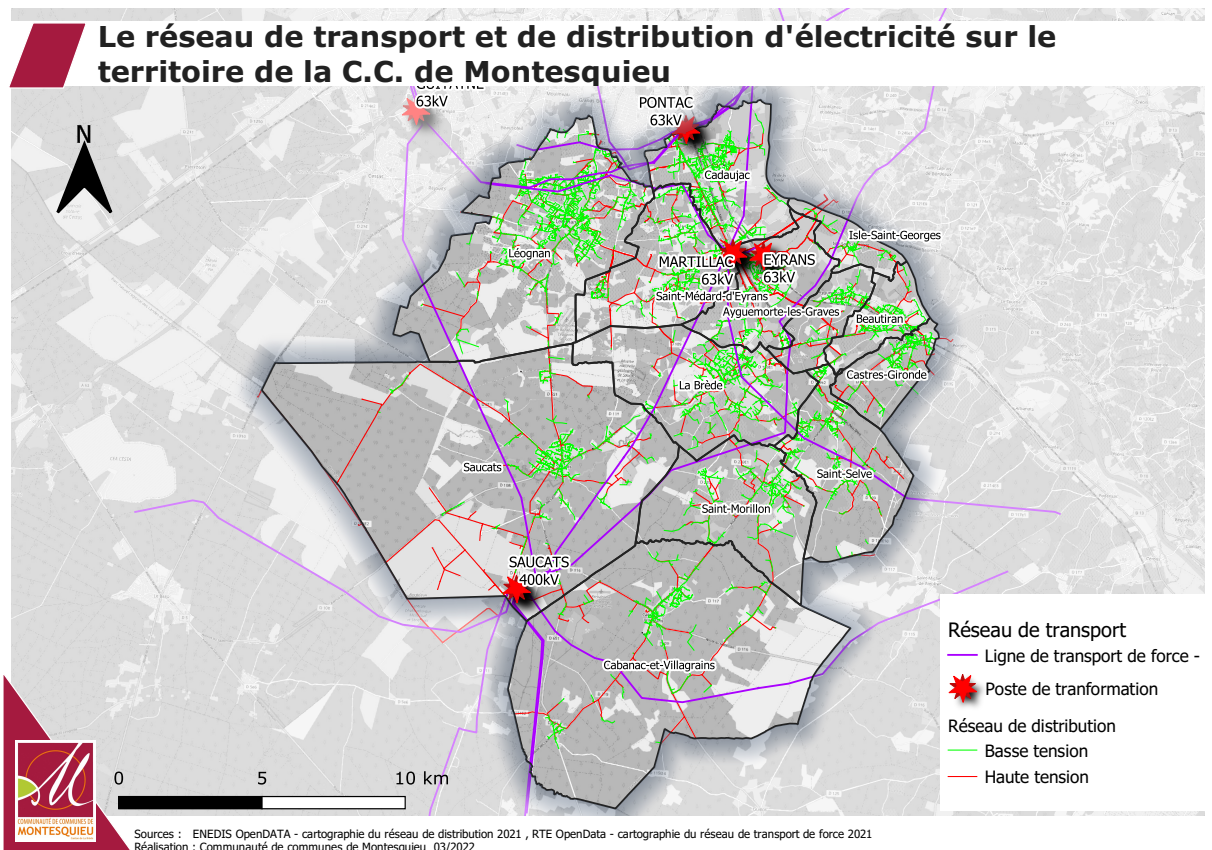 Le réseau de transport et de distribution d'électricité sur le
territoire de la C.C. de Montesquieu
63kV
PONTAC
63kV
N
Cadaujac
Isle-Saint-Georges
Léognan
MARTILLAC
63kV
EYRANS
63kV
Saint-Médard-d'Eyrans
Ayguemorte-les-Graves
Beautiran
Castres-Gironde
La Brède
Saucats
Saint-Selve
Saint-Morillon
SAUCATS
400kV
Cabanac-et-Villagrains
Réseau de transport
Ligne de transport de force -
Poste de tranformation
Réseau de distribution
Basse tension
Haute tension
0 5 10 km
COMMUNAUTÉ DE COMMUNES DE
MONTESQUIEU
Sources : ENEDIS OpenDATA - cartographie du réseau de distribution 2021 , RTE OpenData - cartographie du réseau de transport de force 2021
Réalisation : Communauté de communes de Montesquieu 03/2022